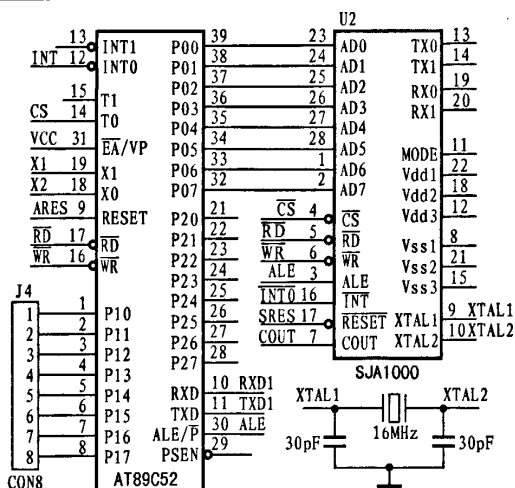 U2
13 INT1 P00 39 23 AD0 TX0 13
INT 12 INT0 P01 38 24 AD1 TX1 14
P02 37 25 AD2 RX0 19
15 T1 P03 36 26 AD3 RX1 20
CS 14 T0 P04 35 27 AD4
VCC 31 EA/VP P05 34 28 AD5 MODE 11
X1 19 X1 P06 33 1 AD6 Vdd1 22
X2 18 X0 P07 32 2 AD7 Vdd2 18
Vdd3 12
ARES 9 RESET P20 21 CS 4 CS
RD 17 RD P21 22 RD 5 RD Vss1 8
WR 16 WR P22 23 WR 6 WR Vss2 21
P23 24 ALE 3 ALE Vss3 15
J4 P24 25 INT0 16 INT
1 1 P10 P25 26 SRES 17 RESET XTAL1 9 XTAL1
2 2 P11 P26 27 COUT 7 COUT XTAL2 10 XTAL2
3 3 P12 P27 28
SJA1000
4 4 P13
5 5 P14 RXD 10 RXD1
6 6 P15 TXD 11 TXD1 XTAL1 XTAL2
7 7 P16 ALE/P 30 ALE 16MHz
8 8 P17 PSEN 29 30pF 30pF
CON8 AT89C52